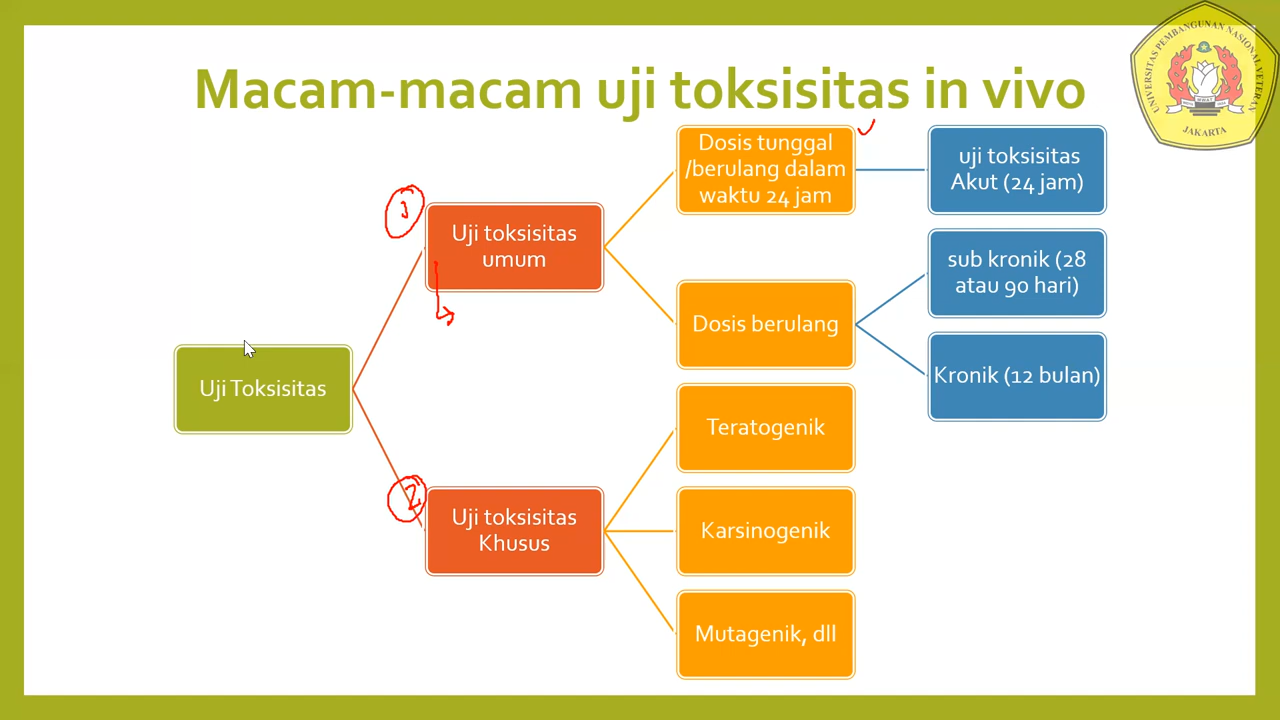 Macam-macam uji toksisitas in vivo
UNIVERSITAS PEMBANGUNAN NASIONAL VETERAN
JAKARTA
Uji Toksisitas
1
Uji toksisitas
umum
Dosis tunggal
/berulang dalam
waktu 24 jam
uji toksisitas
Akut (24 jam)
Dosis berulang
sub kronik (28
atau 90 hari)
Kronik (12 bulan)
2
Uji toksisitas
Khusus
Teratogenik
Karsinogenik
Mutagenik, dll